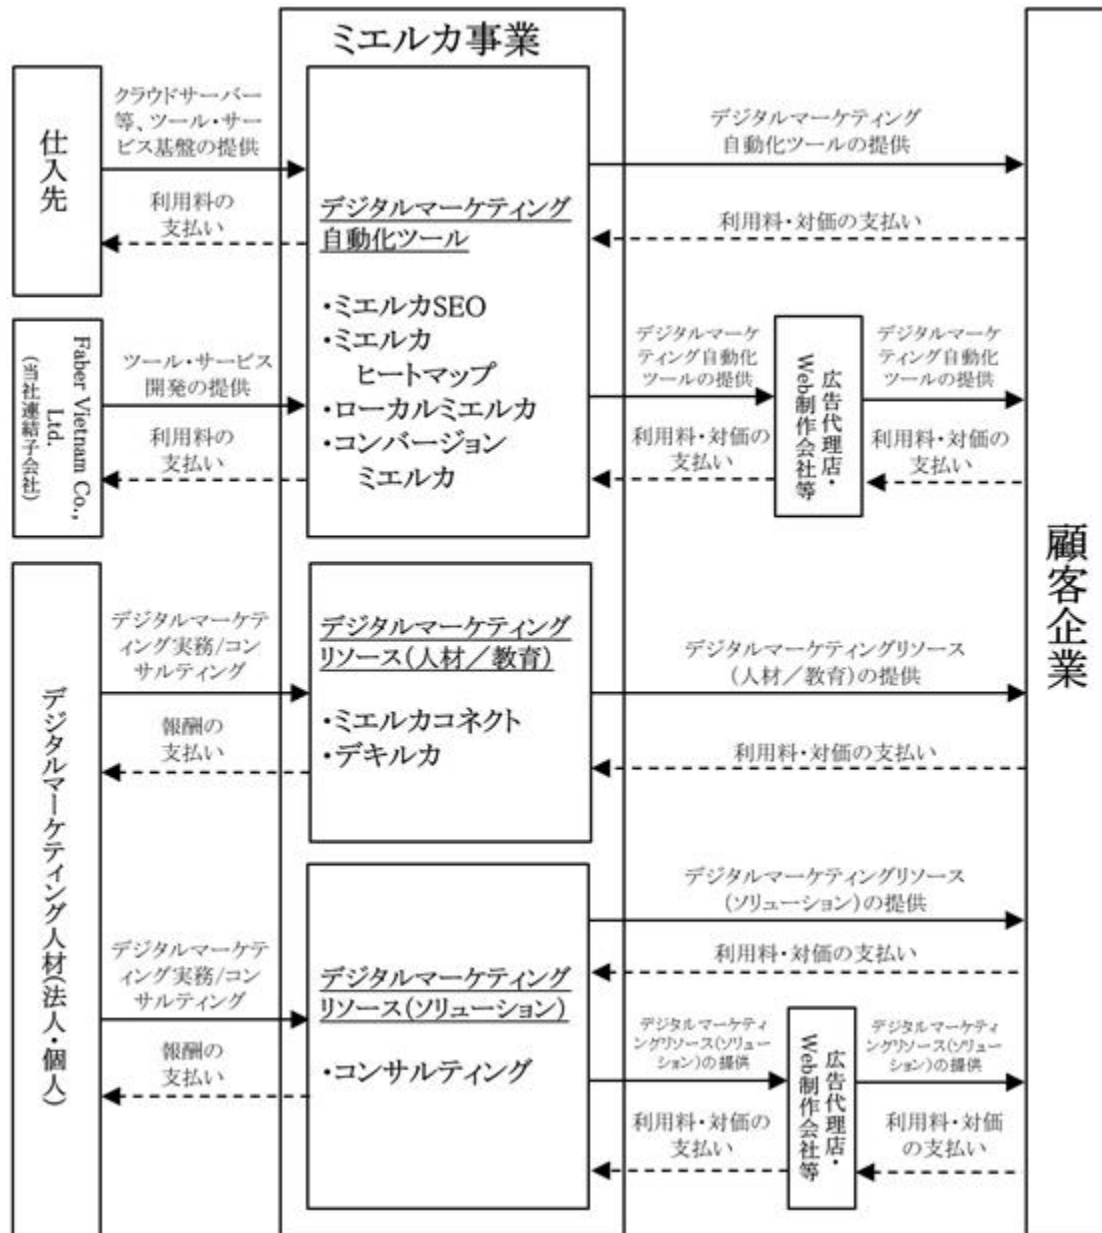 ミエルカ事業
仕入先
クラウドサーバー
等、ツール・サー
ビス基盤の提供
利用料の
支払い
Faber Vietnam Co.,
Ltd.
(当社連結子会社)
ツール・サービス
開発の提供
利用料の
支払い
デジタルマーケティング
自動化ツール
・ミエルカSEO
・ミエルカ
ヒートマップ
・ローカルミエルカ
・コンバージョン
ミエルカ
デジタルマーケティング
自動化ツールの提供
利用料・対価の支払い
デジタルマーケ
ティング自動化
ツールの提供
利用料・対価の
支払い
広告代理店・
Web制作会社等
デジタルマーケ
ティング自動化
ツールの提供
利用料・対価
の支払い
顧客企業
デジタルマーケティング人材(法人・個人)
デジタルマーケテ
ィング実務/コン
サルティング
報酬の
支払い
デジタルマーケティング
リソース(人材／教育)
・ミエルカコネクト
・デキルカ
デジタルマーケティングリソース
(人材／教育)の提供
利用料・対価の支払い
デジタルマーケテ
ィング実務/コン
サルティング
報酬の
支払い
デジタルマーケティング
リソース(ソリューション)
・コンサルティング
デジタルマーケティングリソース
(ソリューション)の提供
利用料・対価の支払い
デジタルマーケティ
ングリソース(ソリュー
ション)の提供
利用料・対価の
支払い
広告代理店・
Web制作会社等
デジタルマーケティ
ングリソース(ソリュー
ション)の提供
利用料・対価
の支払い